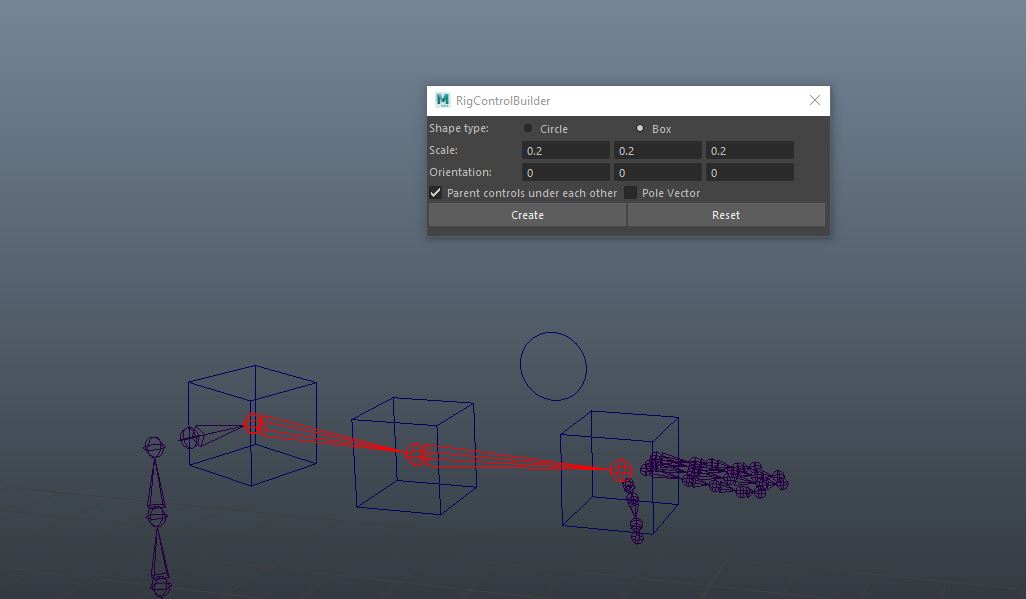 RigControlBuilder
Shape type: Circle Box
Scale: 0.2 0.2 0.2
Orientation: 0 0 0
Parent controls under each other Pole Vector
Create Reset